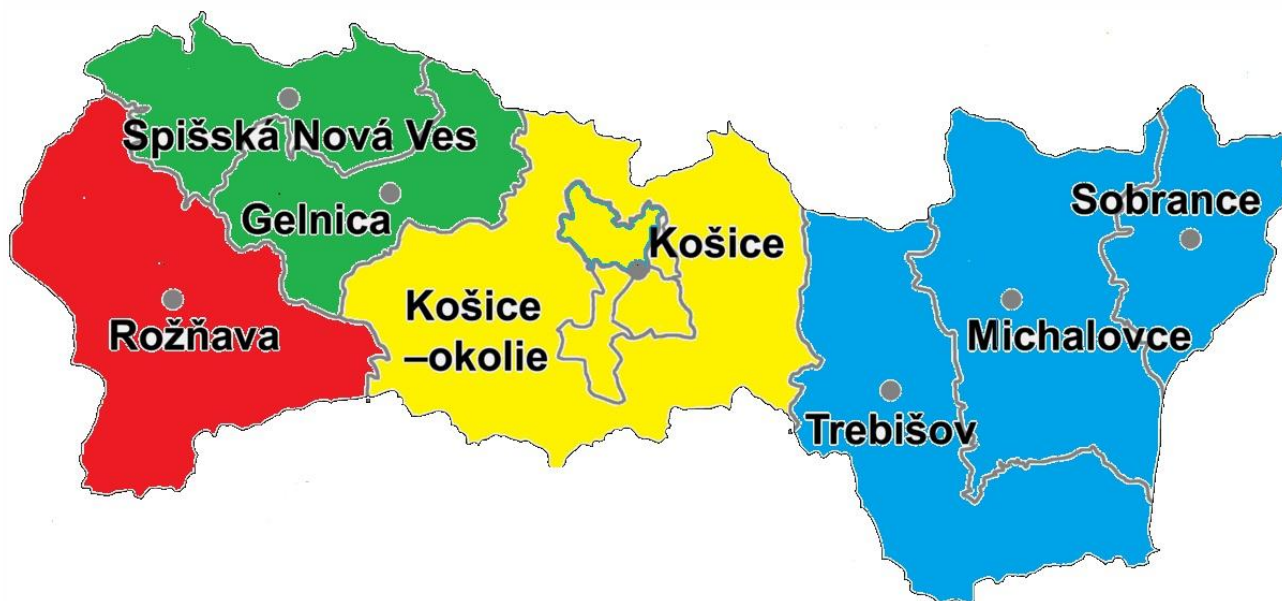 Spišská Nová Ves
Gelnica
Rožňava
Košice
Košice
–okolie
Sobrance
Michalovce
Trebišov